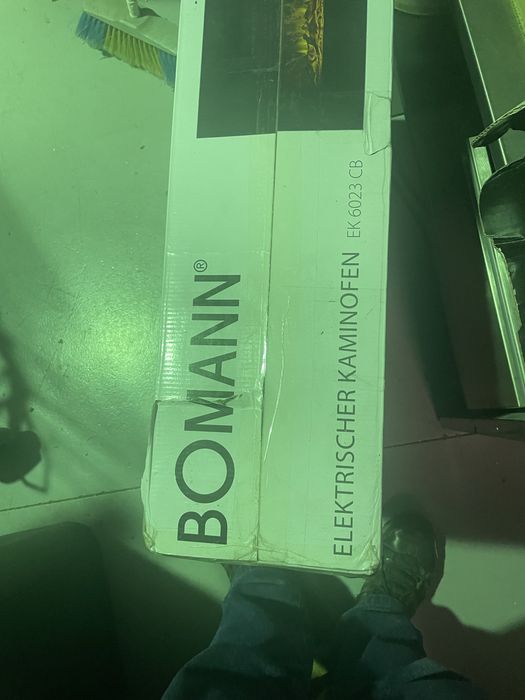 BOMANN®
ELEKTRISCHER KAMINOFEN EK 6023 CB